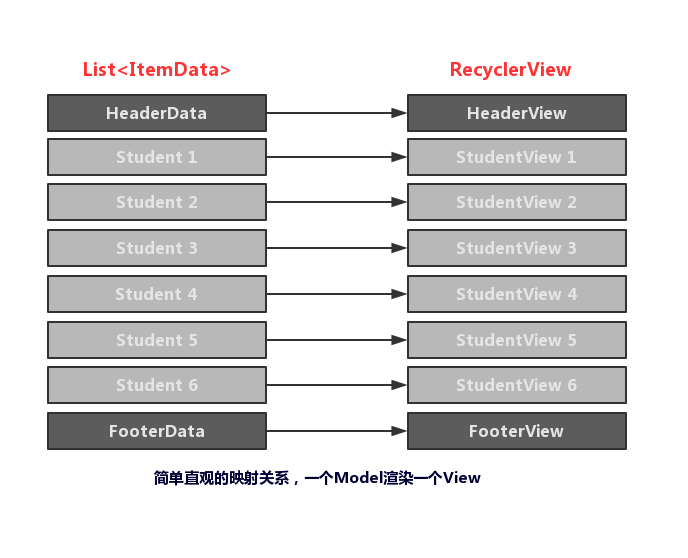 List<ItemData> RecyclerView
HeaderData HeaderView
Student 1 StudentView 1
Student 2 StudentView 2
Student 3 StudentView 3
Student 4 StudentView 4
Student 5 StudentView 5
Student 6 StudentView 6
FooterData FooterView
简单直观的映射关系，一个Model渲染一个View